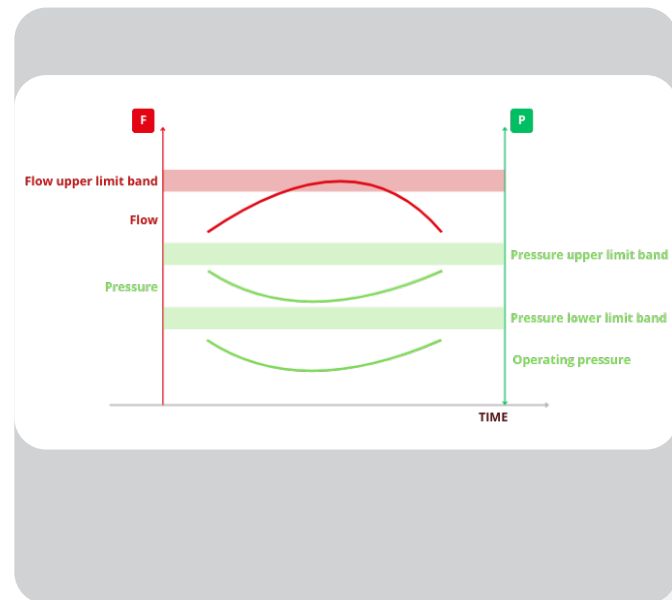 F
P
Flow upper limit band
Flow
Pressure upper limit band
Pressure
Pressure lower limit band
Operating pressure
TIME